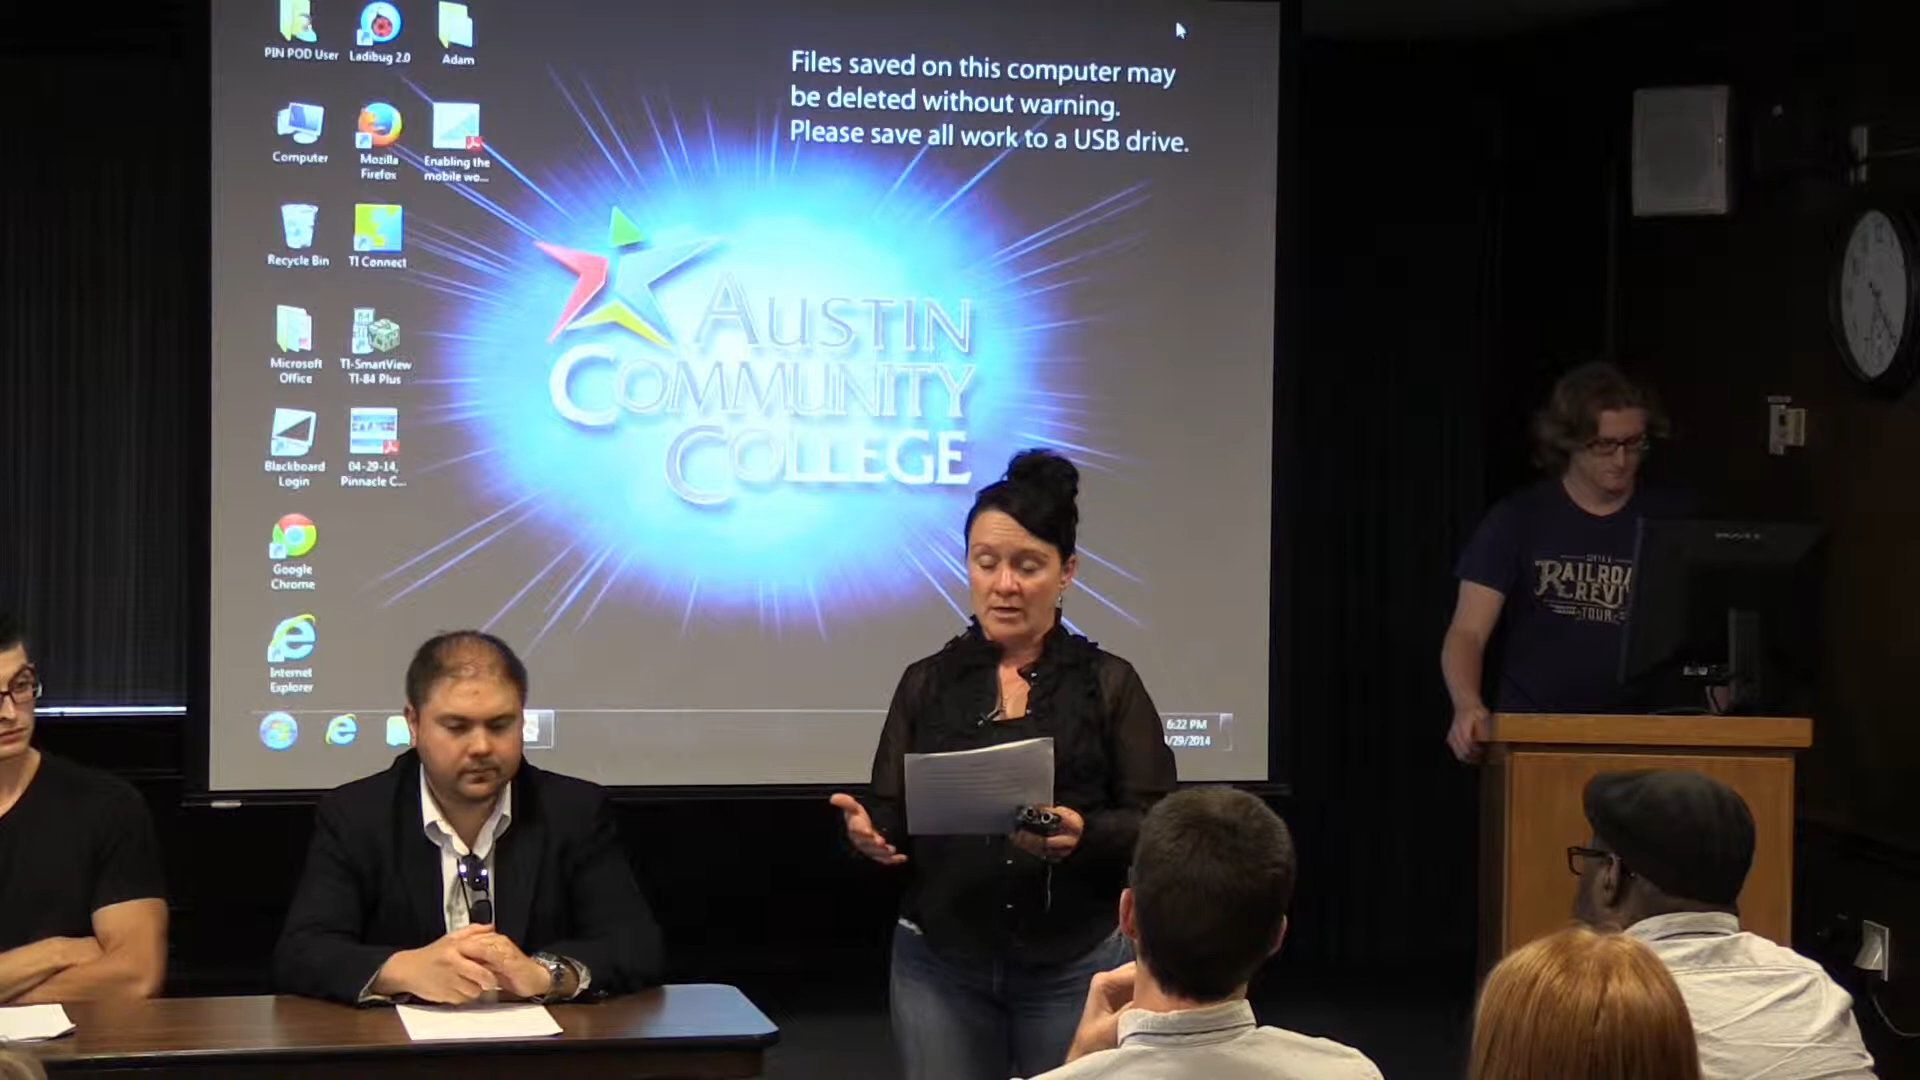 PIN POD User
Ladibug 2.0
Adam
Files saved on this computer may
be deleted without warning.
Please save all work to a USB drive.
Computer
Mozilla
Firefox
Enabling the
mobile wo...
Recycle Bin
TI Connect
AUSTIN
COMMUNITY
COLLEGE
Microsoft
Office
TI-SmartView
TI-84 Plus
Blackboard
Login
04-29-14,
Pinnacle C...
Google
Chrome
Internet
Explorer
6:22 PM
/29/2014
2011
RAILROA
REVI
TOUR